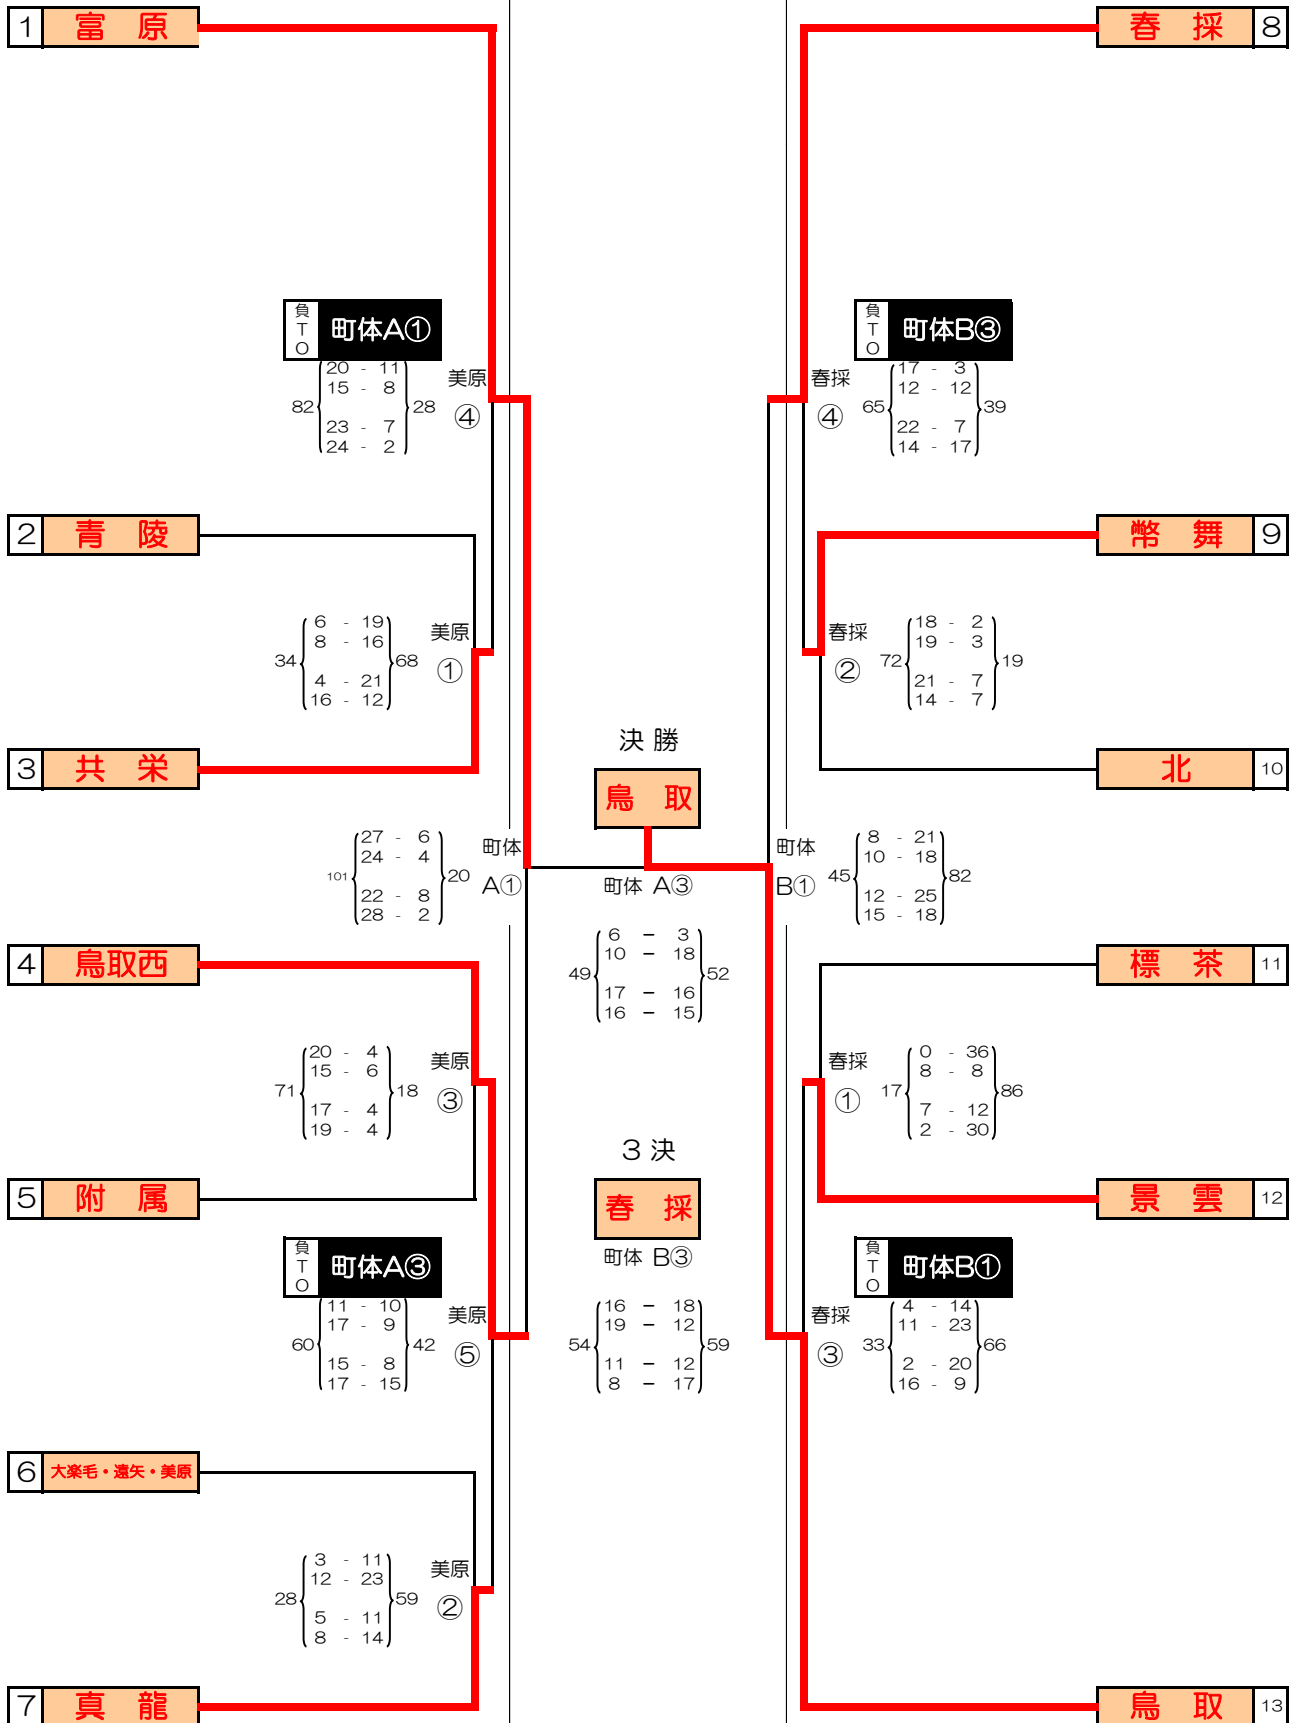 1 富 原
春 採 8
負TO 町体A①
20 - 11
15 - 8
82 28
23 - 7
24 - 2
美原
④
負TO 町体B③
春採
④
17 - 3
12 - 12
65 39
22 - 7
14 - 17
2 青 陵
幣 舞 9
6 - 19
8 - 16
34 68
4 - 21
16 - 12
美原
①
春採
②
18 - 2
19 - 3
72 19
21 - 7
14 - 7
3 共 栄
決 勝
鳥 取
北 10
27 - 6
24 - 4
101 20
22 - 8
28 - 2
町体
A①
町体 A③
町体
B①
8 - 21
10 - 18
45 82
12 - 25
15 - 18
4 鳥取西
6 - 3
10 - 18
49 52
17 - 16
16 - 15
標 茶 11
20 - 4
15 - 6
71 18
17 - 4
19 - 4
美原
③
春採
①
0 - 36
8 - 8
17 86
7 - 12
2 - 30
3 決
5 附 属
春 採
景 雲 12
町体 B③
負TO 町体A③
11 - 10
17 - 9
60 42
15 - 8
17 - 15
美原
⑤
16 - 18
19 - 12
54 59
11 - 12
8 - 17
負TO 町体B①
春採
③
4 - 14
11 - 23
33 66
2 - 20
16 - 9
6 大楽毛・遠矢・美原
3 - 11
12 - 23
28 59
5 - 11
8 - 14
美原
②
7 真 龍
鳥 取 13